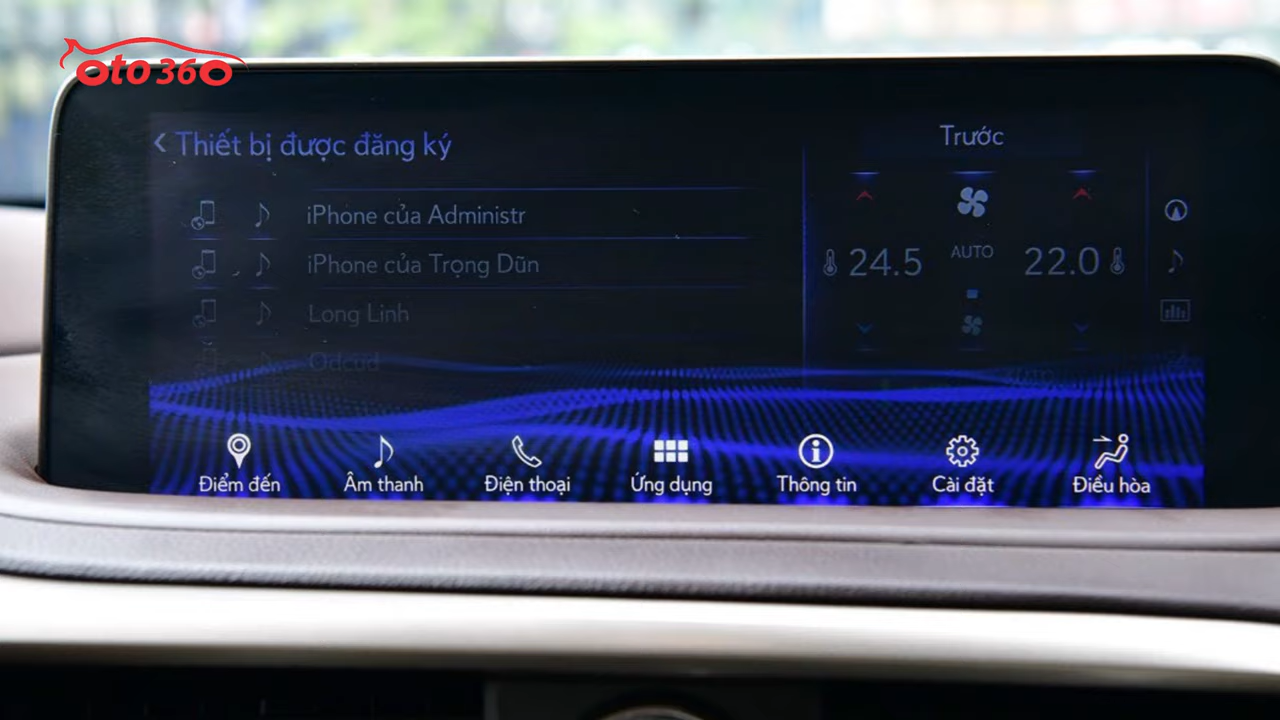 oto360
Thiết bị được đăng ký
Trước
iPhone của Administr
iPhone của Trọng Dũn
Long Linh
Odcud
24.5
AUTO
22.0
Điểm đến
Âm thanh
Điện thoại
Ứng dụng
Thông tin
Cài đặt
Điều hòa